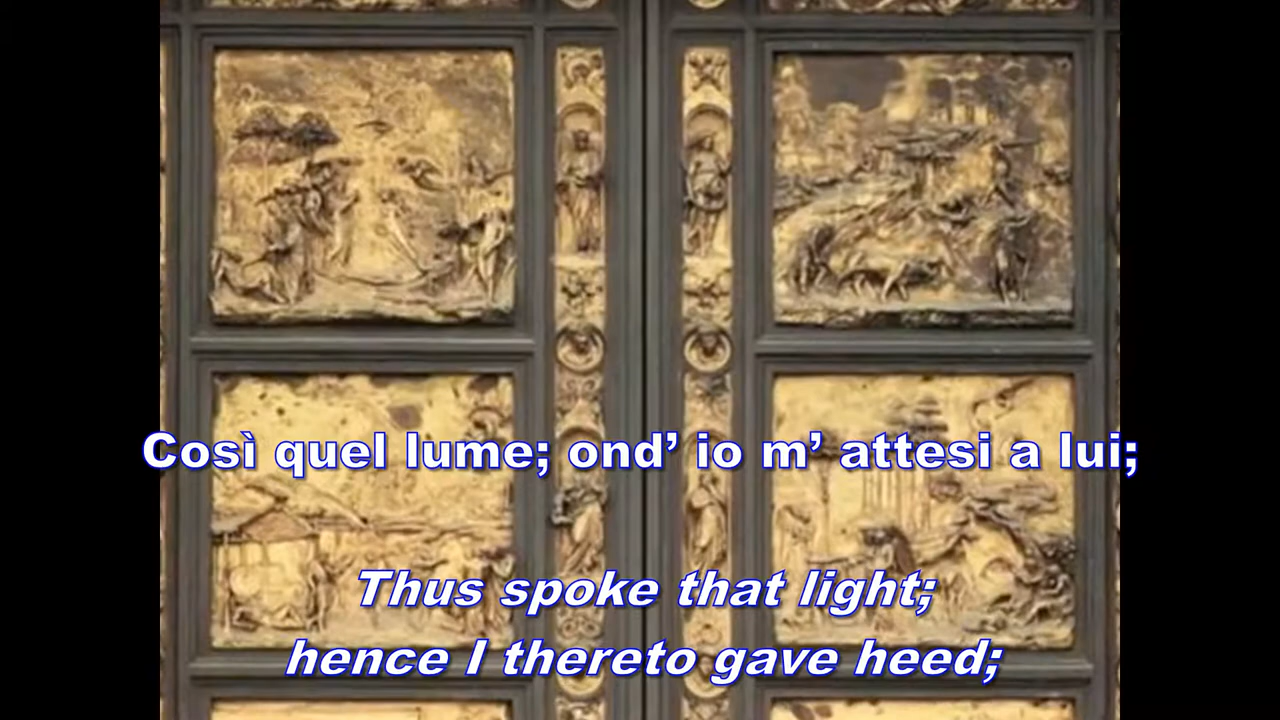 Così quel lume; ond’ io m’ attesi a lui;
Thus spoke that light;
hence I thereto gave heed;